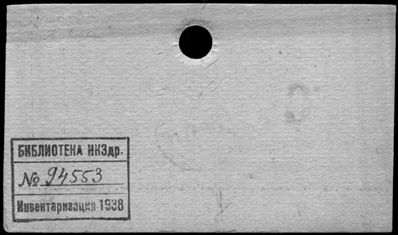 БИБЛИОТЕКА НКЗдр.
№ 94553
Инвентаризация 1938